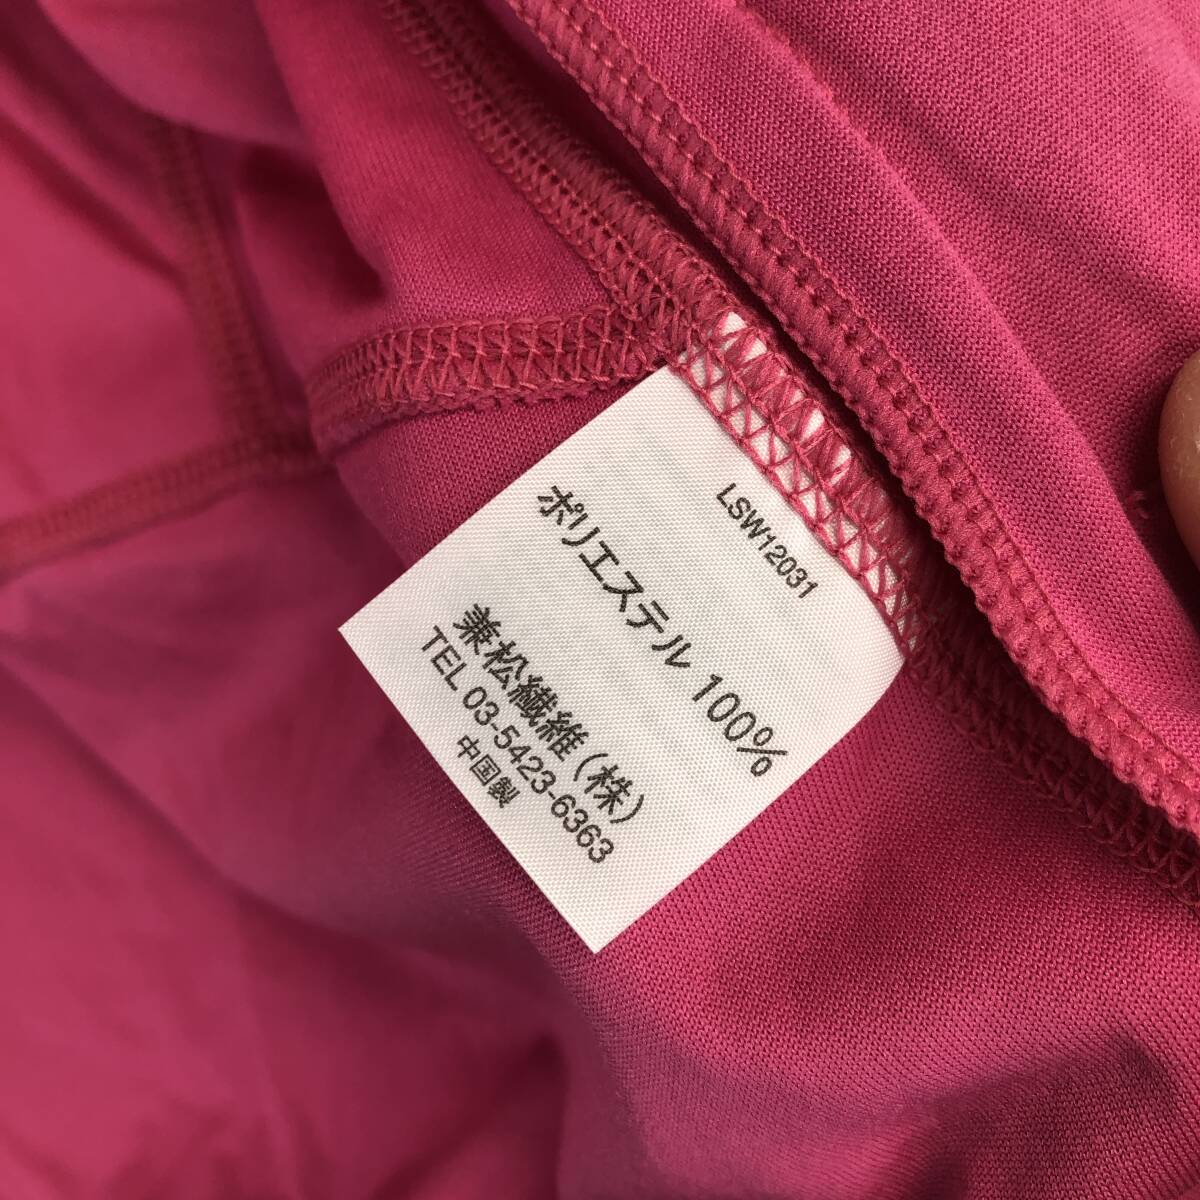 LSW12031
ポリエステル 100%
兼松繊維(株)
TEL 03-5423-6363
中国製